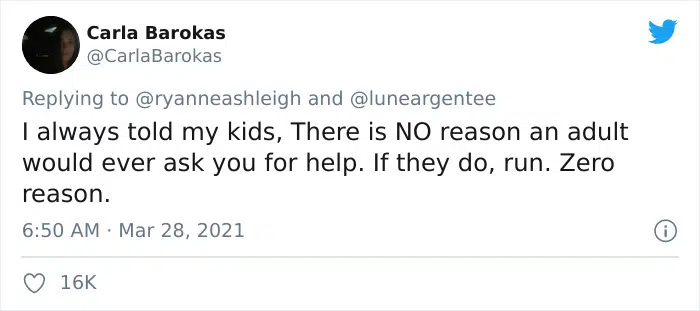 Carla Barokas
@CarlaBarokas
Replying to @ryanneashleigh and @luneargentee
I always told my kids, There is NO reason an adult
would ever ask you for help. If they do, run. Zero
reason.
6:50 AM · Mar 28, 2021
16K